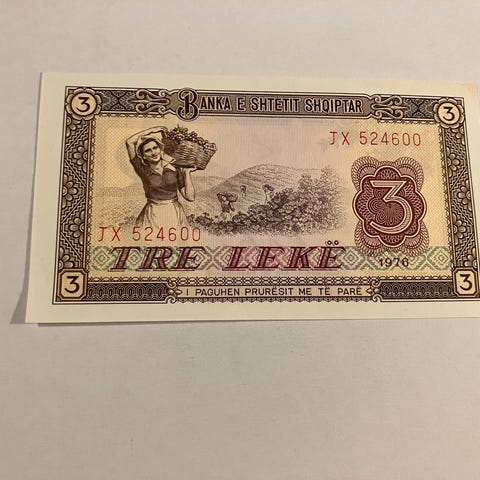 3 BANKA E SHTETIT SHQIPTAR 3
JX 524600
3
JX 524600
TRE LEKË 1976
3 I PAGUHEN PRURËSIT ME TË PARË 3